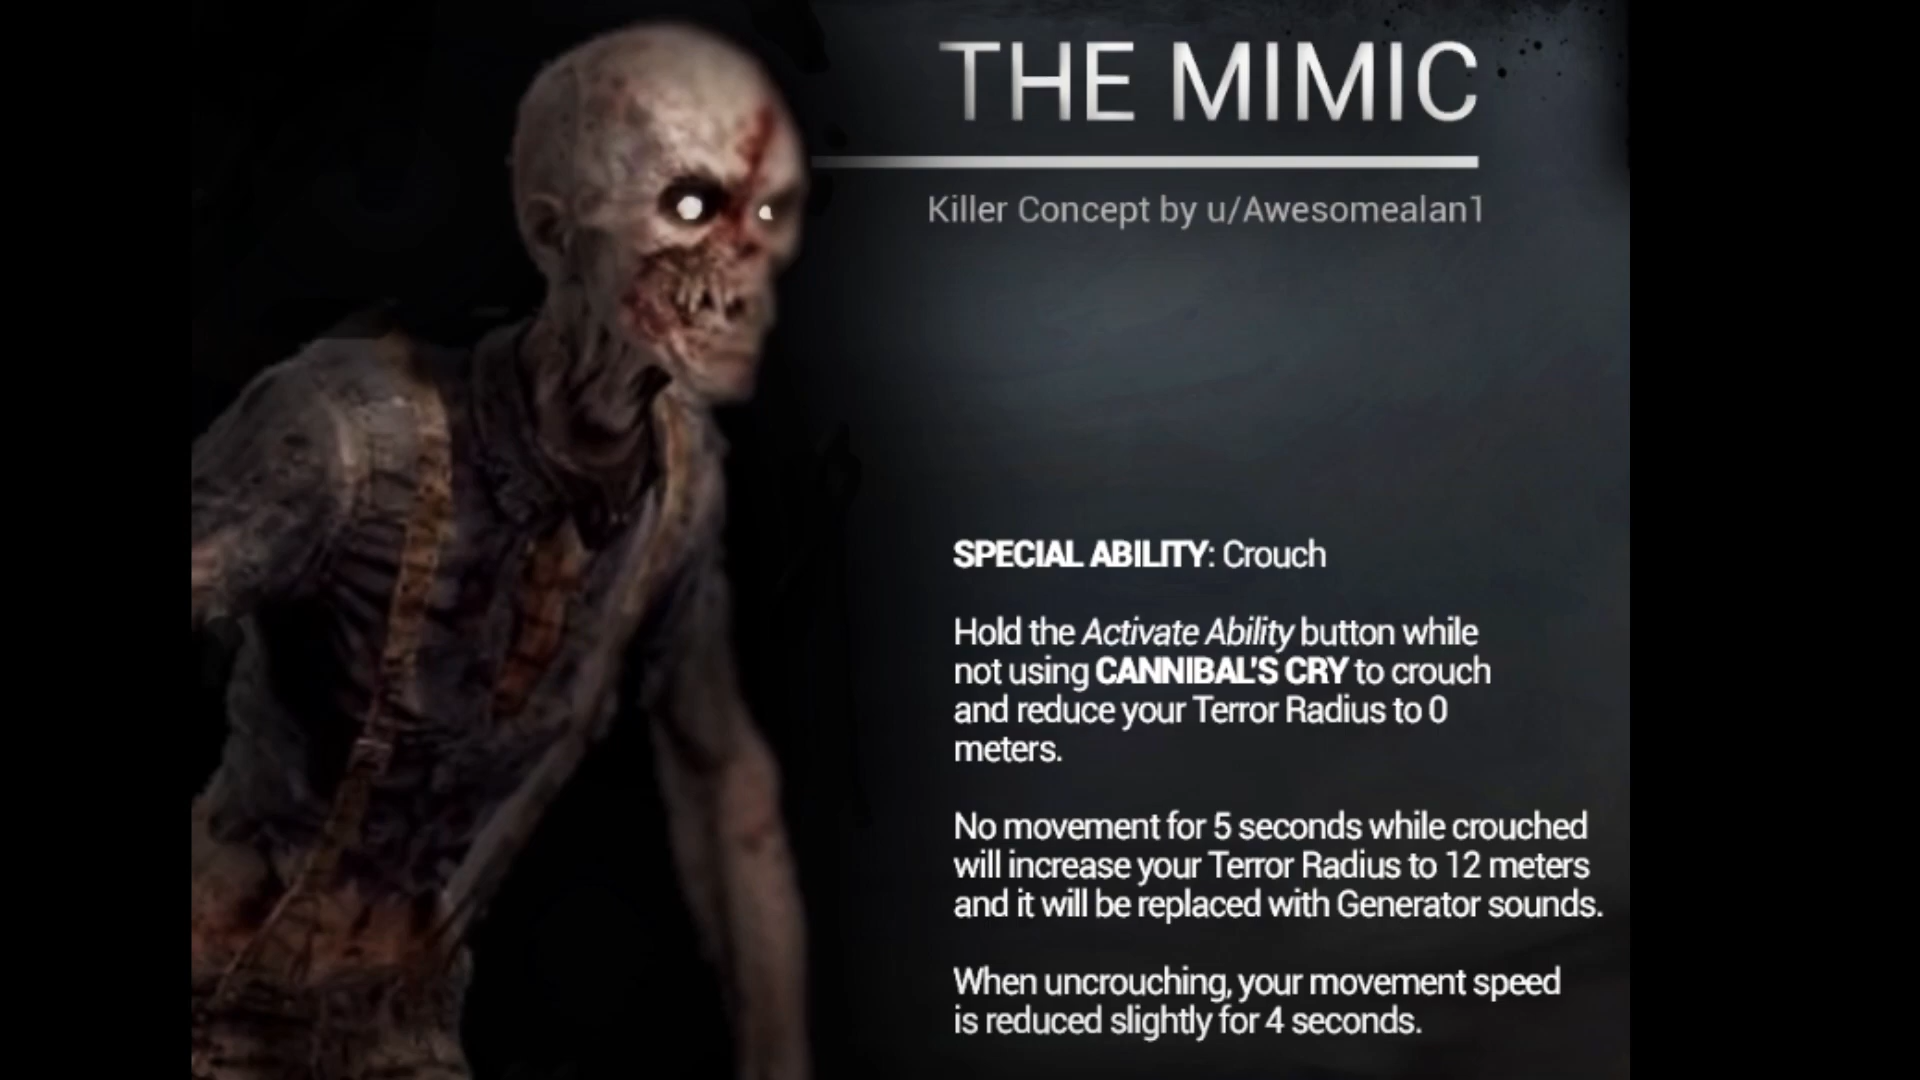 THE MIMIC
Killer Concept by u/Awesomealan1
SPECIAL ABILITY: Crouch
Hold the Activate Ability button while
not using CANNIBAL'S CRY to crouch
and reduce your Terror Radius to 0
meters.
No movement for 5 seconds while crouched
will increase your Terror Radius to 12 meters
and it will be replaced with Generator sounds.
When uncrouching, your movement speed
is reduced slightly for 4 seconds.